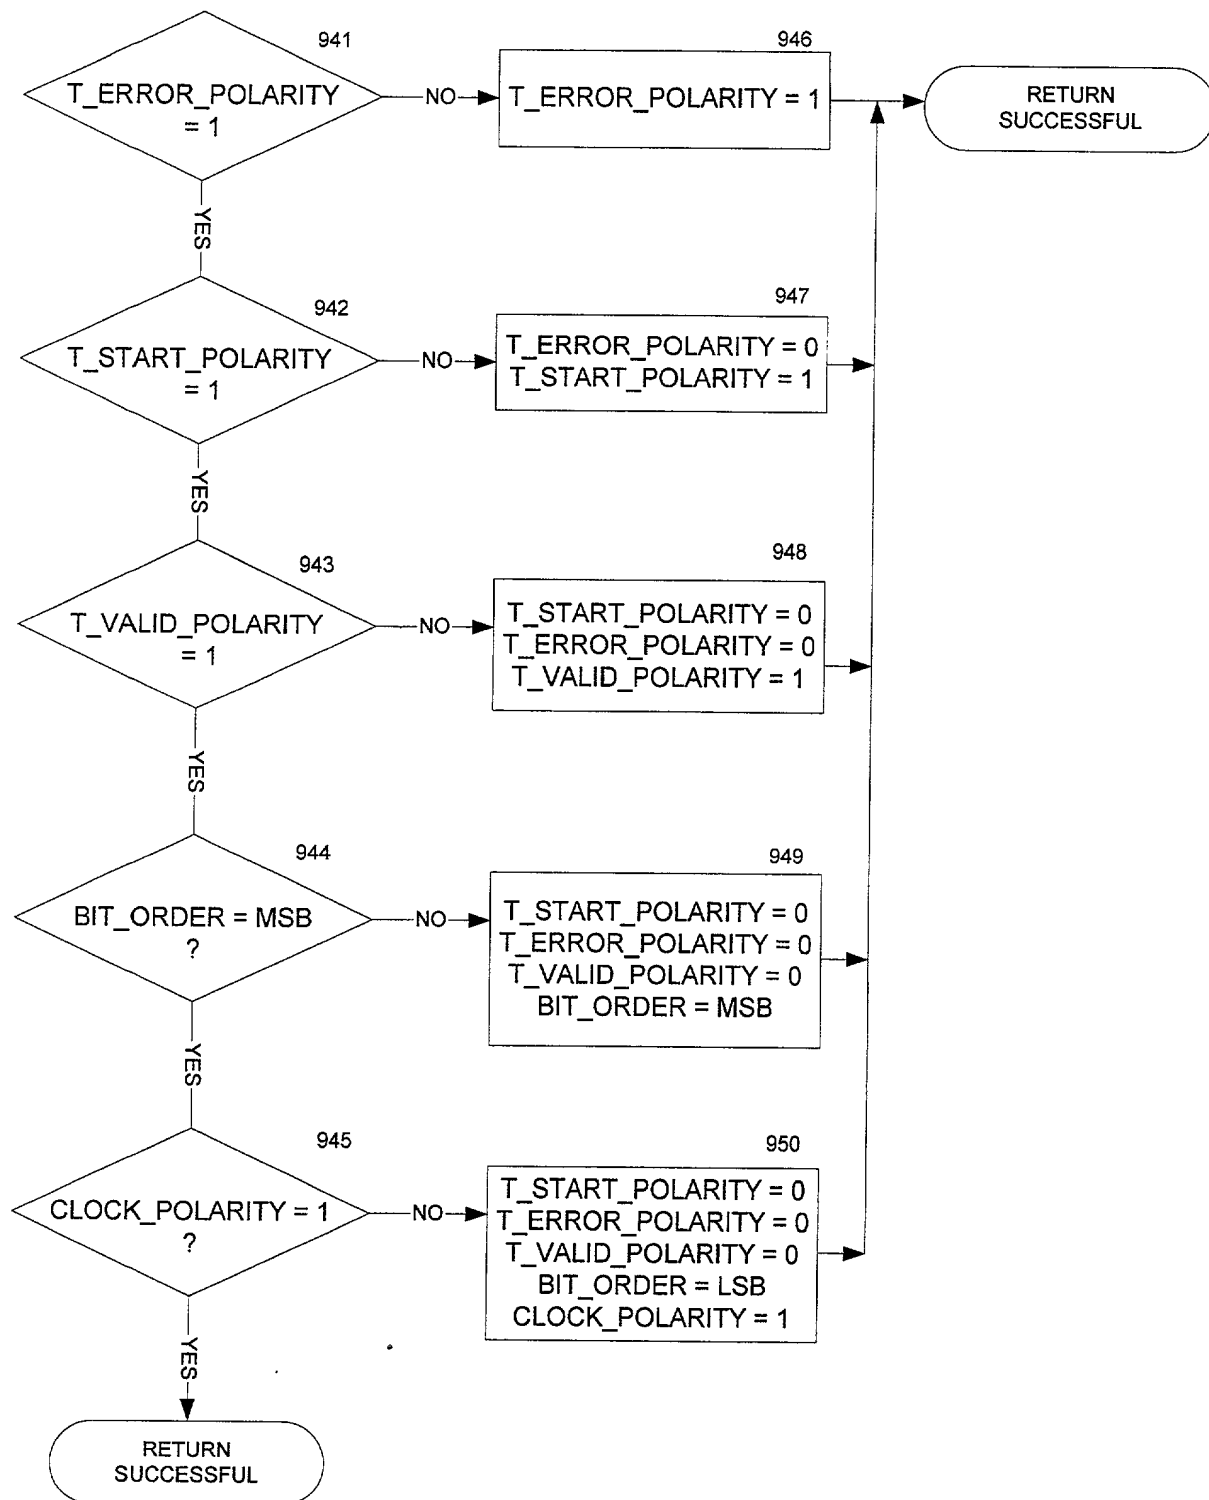 941
T_ERROR_POLARITY
= 1
NO
946
T_ERROR_POLARITY = 1
RETURN
SUCCESSFUL
YES
942
T_START_POLARITY
= 1
NO
947
T_ERROR_POLARITY = 0
T_START_POLARITY = 1
YES
943
T_VALID_POLARITY
= 1
NO
948
T_START_POLARITY = 0
T_ERROR_POLARITY = 0
T_VALID_POLARITY = 1
YES
944
BIT_ORDER = MSB
?
NO
949
T_START_POLARITY = 0
T_ERROR_POLARITY = 0
T_VALID_POLARITY = 0
BIT_ORDER = MSB
YES
945
CLOCK_POLARITY = 1
?
NO
950
T_START_POLARITY = 0
T_ERROR_POLARITY = 0
T_VALID_POLARITY = 0
BIT_ORDER = LSB
CLOCK_POLARITY = 1
YES
RETURN
SUCCESSFUL